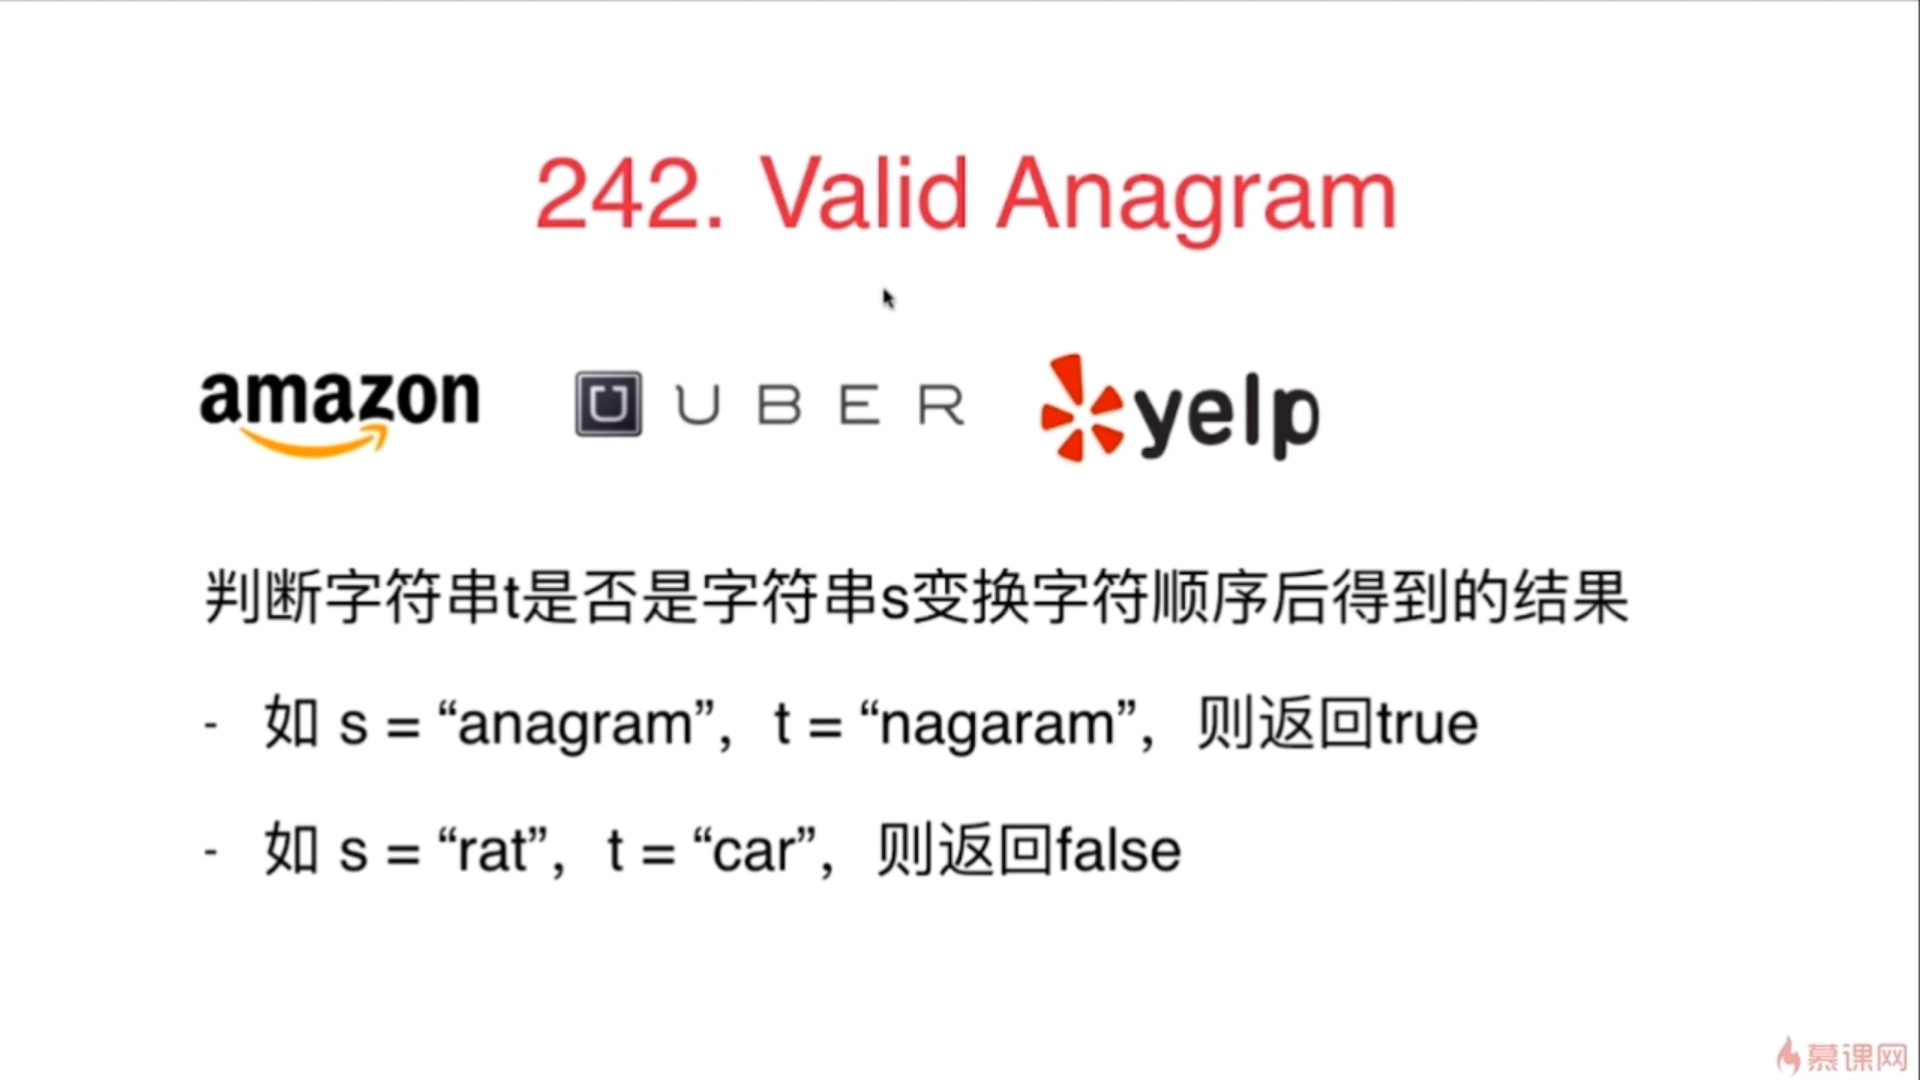 242. Valid Anagram
amazon UBER yelp
判断字符串t是否是字符串s变换字符顺序后得到的结果
- 如 s = “anagram”，t = “nagaram”，则返回true
- 如 s = “rat”，t = “car”，则返回false
慕课网